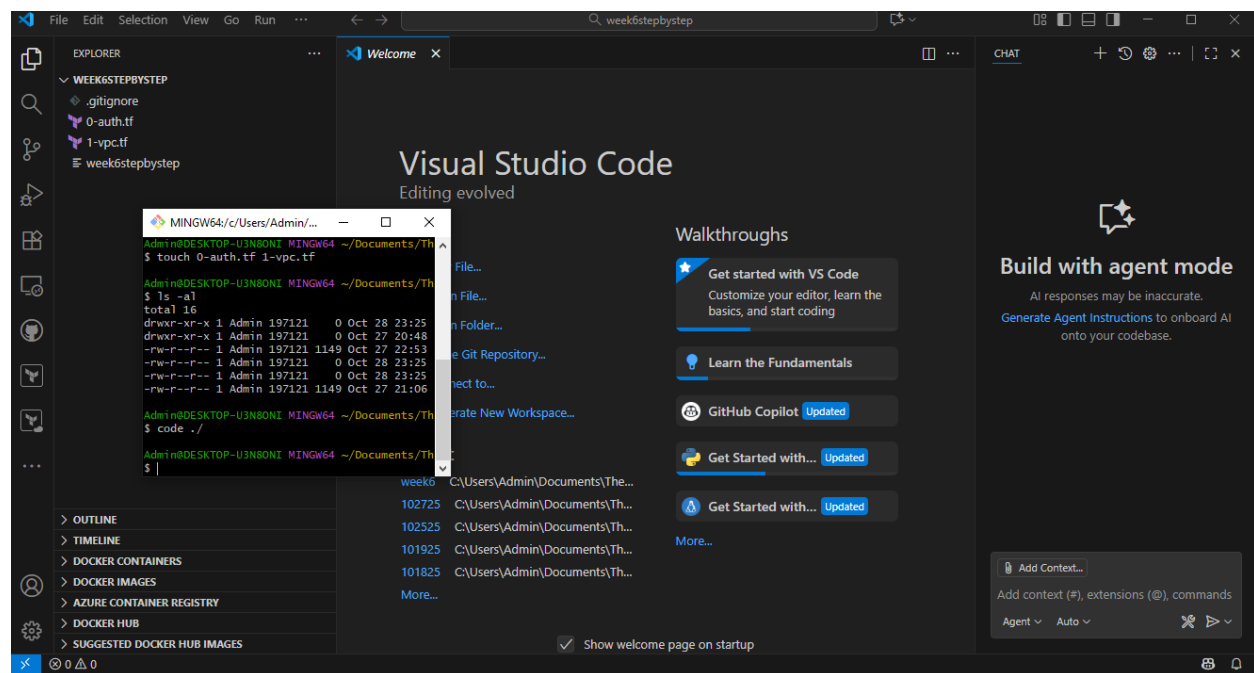 File Edit Selection View Go Run ···
week6stepbystep
EXPLORER ···
WEEK6STEPBYSTEP
.gitignore
0-auth.tf
1-vpc.tf
week6stepbystep
OUTLINE
TIMELINE
DOCKER CONTAINERS
DOCKER IMAGES
AZURE CONTAINER REGISTRY
DOCKER HUB
SUGGESTED DOCKER HUB IMAGES
0 0
MINGW64:/c/Users/Admin/...
Admin@DESKTOP-U3N8ONI MINGW64 ~/Documents/Th
$ touch 0-auth.tf 1-vpc.tf
Admin@DESKTOP-U3N8ONI MINGW64 ~/Documents/Th
$ ls -al
total 16
drwxr-xr-x 1 Admin 197121 0 Oct 28 23:25
drwxr-xr-x 1 Admin 197121 0 Oct 27 20:48
-rw-r--r-- 1 Admin 197121 1149 Oct 27 22:53
-rw-r--r-- 1 Admin 197121 0 Oct 28 23:25
-rw-r--r-- 1 Admin 197121 0 Oct 28 23:25
-rw-r--r-- 1 Admin 197121 1149 Oct 27 21:06
Admin@DESKTOP-U3N8ONI MINGW64 ~/Documents/Th
$ code ./
Admin@DESKTOP-U3N8ONI MINGW64 ~/Documents/Th
$
Welcome
Visual Studio Code
Editing evolved
File...
n File...
n Folder...
e Git Repository...
nect to...
erate New Workspace...
week6 C:\Users\Admin\Documents\The...
102725 C:\Users\Admin\Documents\Th...
102525 C:\Users\Admin\Documents\Th...
101925 C:\Users\Admin\Documents\Th...
101825 C:\Users\Admin\Documents\Th...
More...
Walkthroughs
Get started with VS Code
Customize your editor, learn the
basics, and start coding
Learn the Fundamentals
GitHub Copilot Updated
Get Started with... Updated
Get Started with... Updated
More...
Show welcome page on startup
CHAT
Build with agent mode
AI responses may be inaccurate.
Generate Agent Instructions to onboard AI
onto your codebase.
Add Context...
Add context (#), extensions (@), commands
Agent Auto